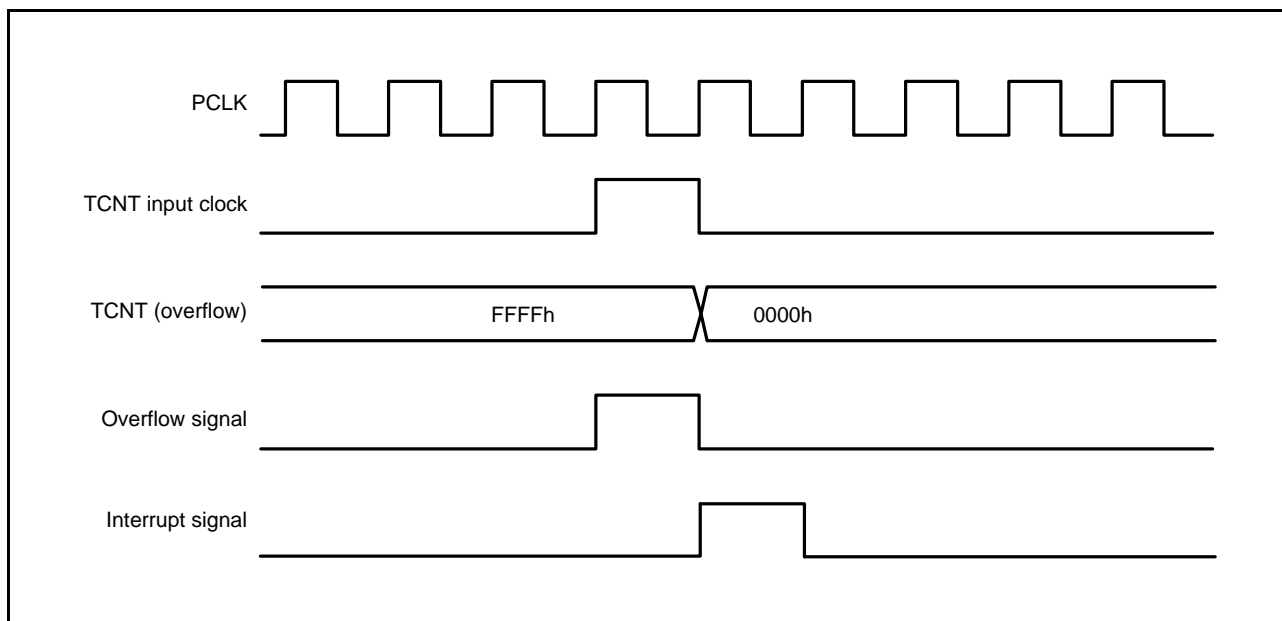 PCLK
TCNT input clock
TCNT (overflow)
FFFFh
0000h
Overflow signal
Interrupt signal